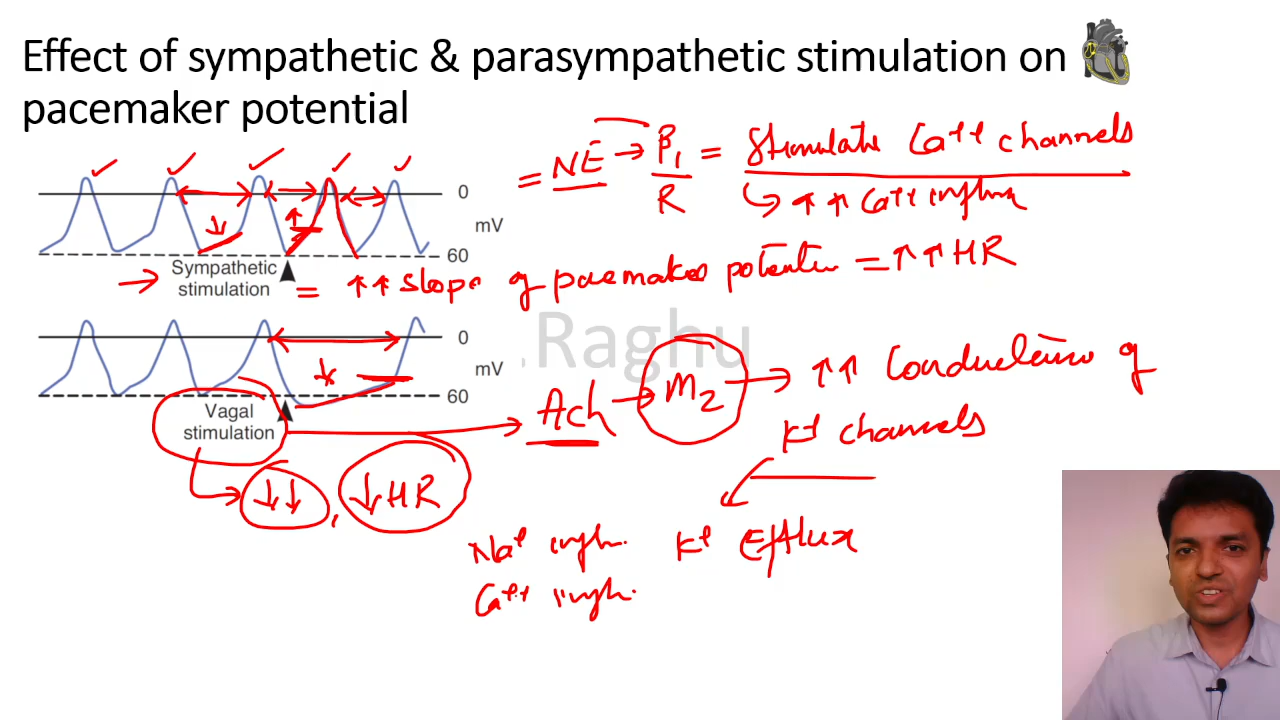 Effect of sympathetic & parasympathetic stimulation on
pacemaker potential
= NE → β1 = Stimulate Ca++ channels
R ↳ ↑↑ Ca++ influx
0
mV
60
Sympathetic
stimulation
→ = ↑↑ slope of pacemaker potential = ↑↑ HR
.Raghu
0
mV
60
Vagal
stimulation
Ach → M2 → ↑↑ Conductance of
K+ channels
↓↓, ↓HR
Na+ K+ Efflux
Ca++